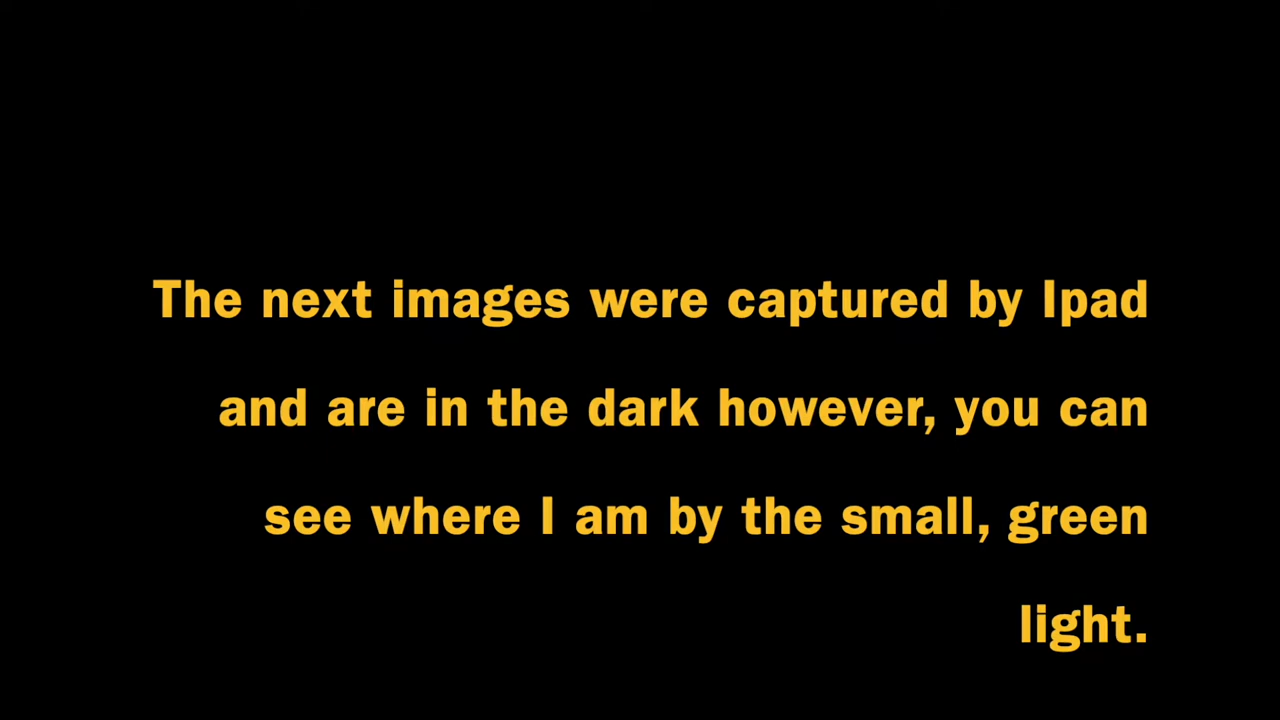 The next images were captured by Ipad
and are in the dark however, you can
see where I am by the small, green
light.